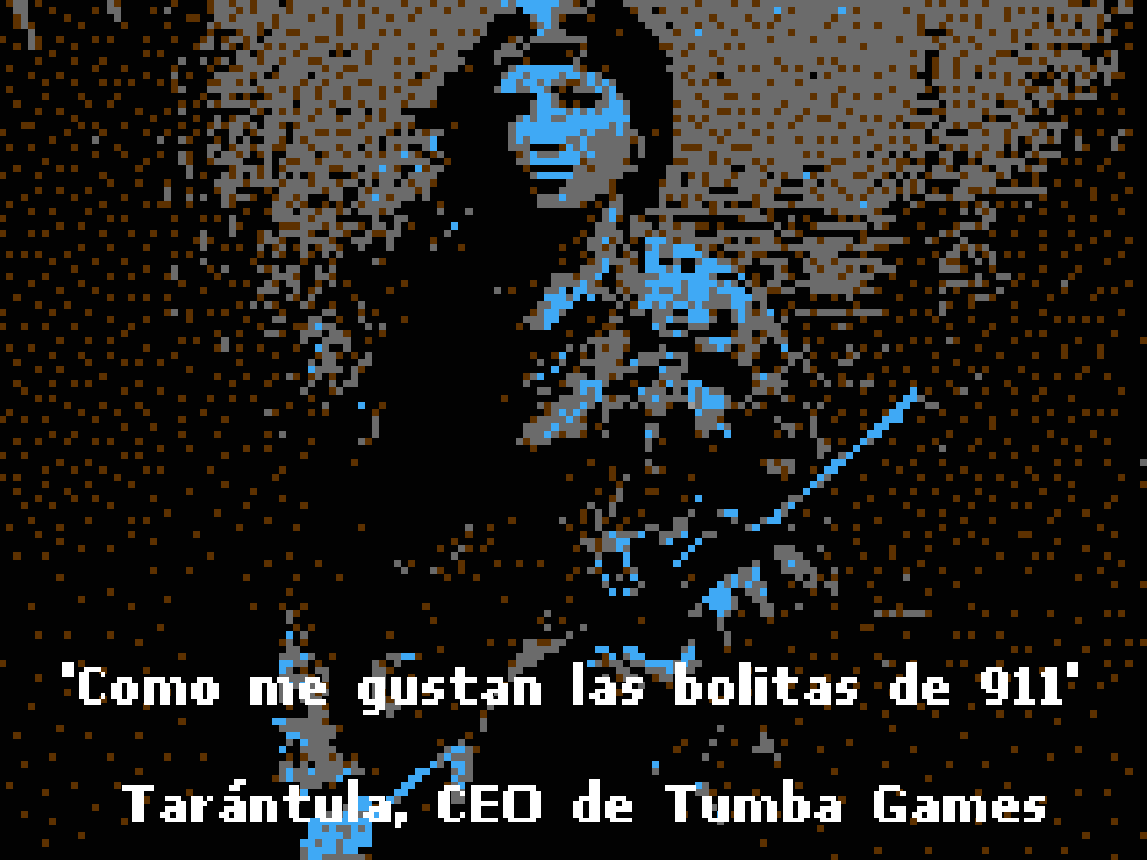 "Como me gustan las bolitas de 911"
Tarántula, CEO de Tumba Games